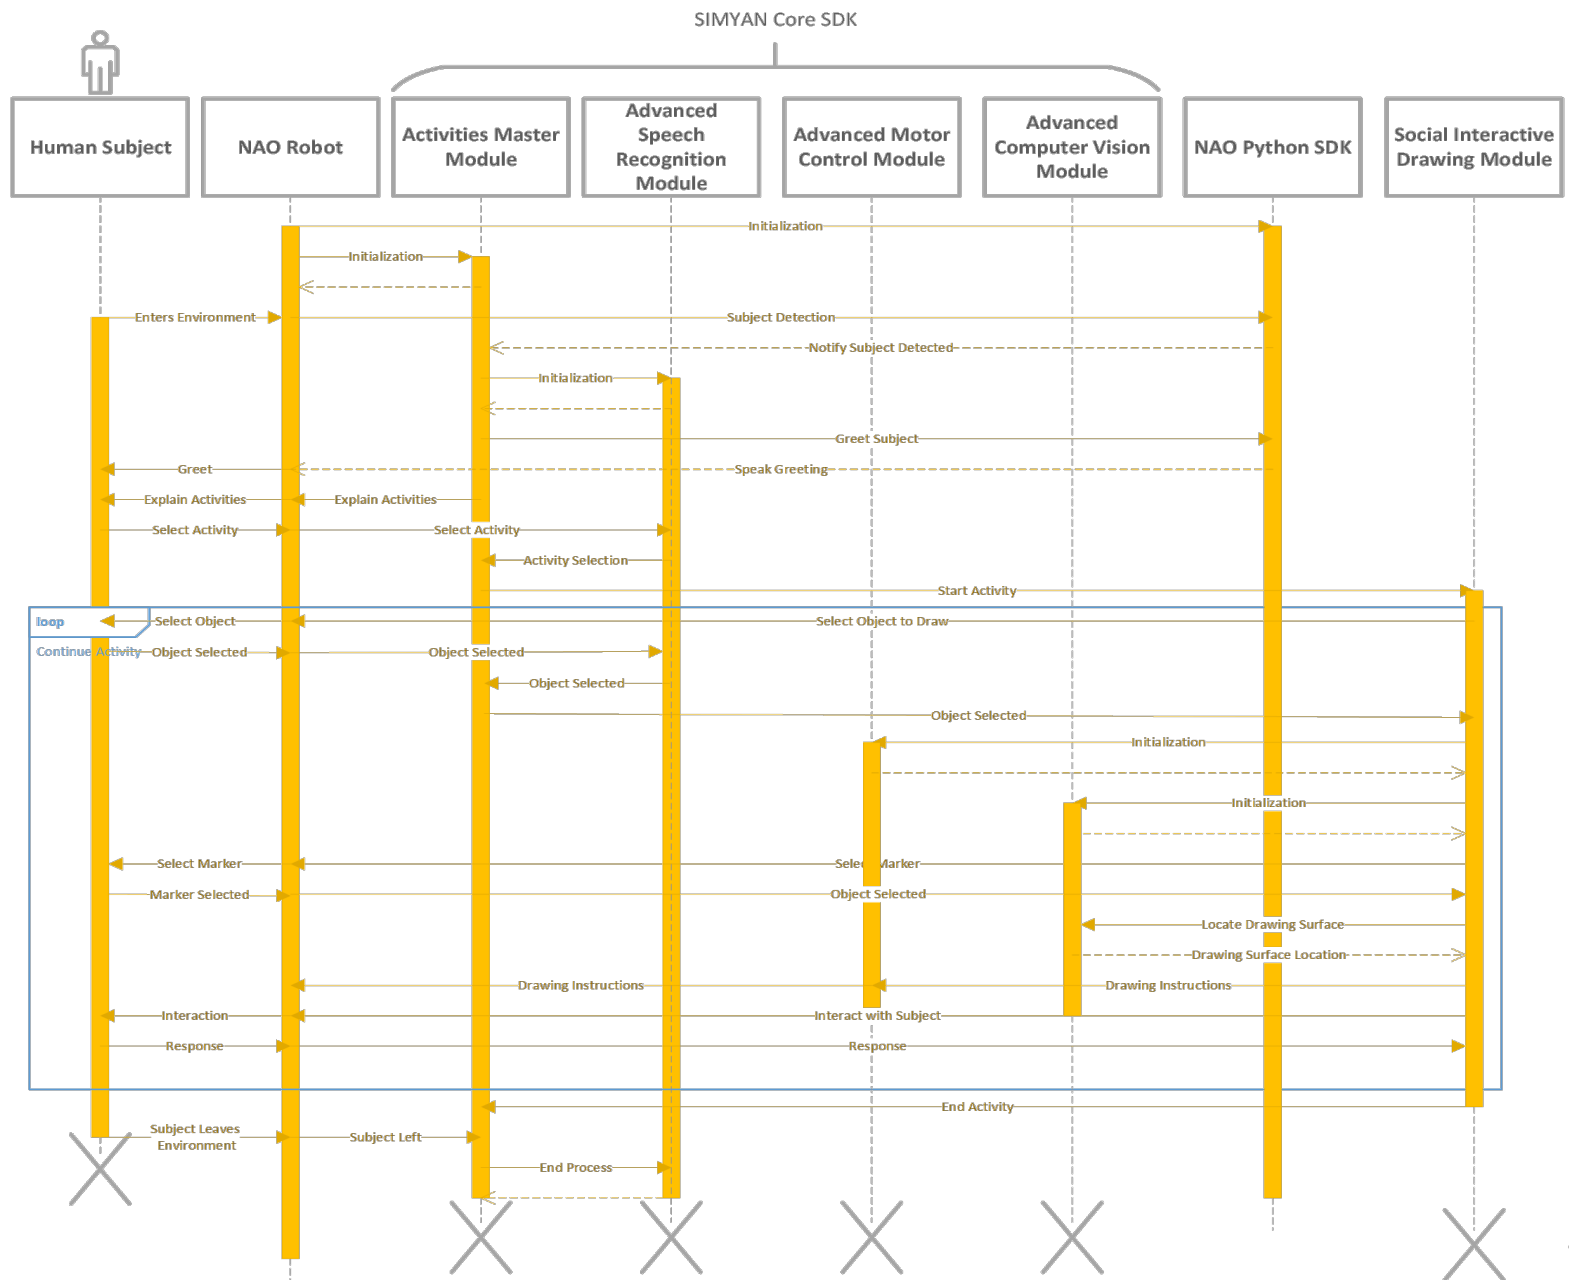 SIMYAN Core SDK
Human Subject
NAO Robot
Activities Master
Module
Advanced
Speech
Recognition
Module
Advanced Motor
Control Module
Advanced
Computer Vision
Module
NAO Python SDK
Social Interactive
Drawing Module
Initialization
Initialization
Enters Environment
Subject Detection
Notify Subject Detected
Initialization
Greet Subject
Greet
Speak Greeting
Explain Activities
Explain Activities
Select Activity
Select Activity
Activity Selection
Start Activity
loop
Select Object
Select Object to Draw
Continue Activity
Object Selected
Object Selected
Object Selected
Object Selected
Initialization
Initialization
Select Marker
Select Marker
Marker Selected
Object Selected
Locate Drawing Surface
Drawing Surface Location
Drawing Instructions
Drawing Instructions
Interaction
Interact with Subject
Response
Response
End Activity
Subject Leaves
Environment
Subject Left
End Process